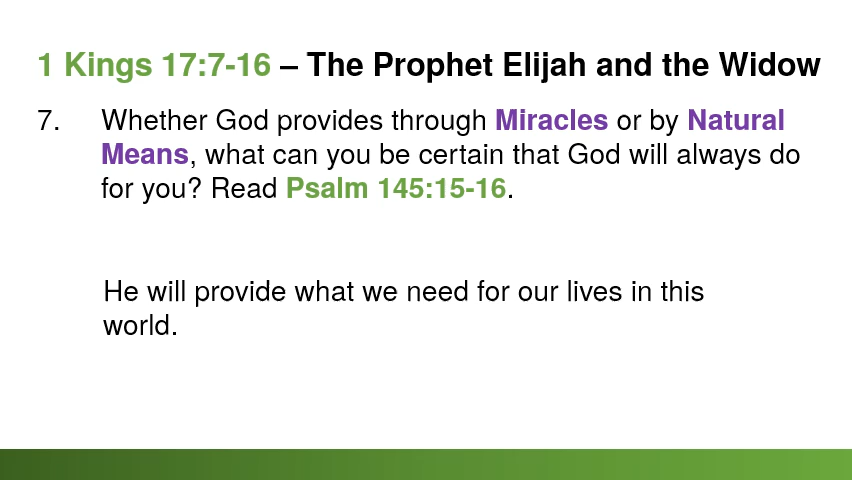 1 Kings 17:7-16 – The Prophet Elijah and the Widow
7. Whether God provides through Miracles or by Natural
Means, what can you be certain that God will always do
for you? Read Psalm 145:15-16.
He will provide what we need for our lives in this
world.